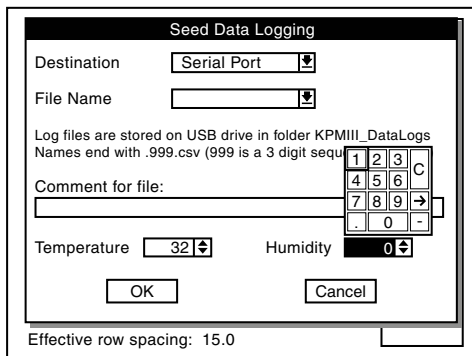 Seed Data Logging
Destination Serial Port
File Name
Log files are stored on USB drive in folder KPMIII_DataLogs
Names end with .999.csv (999 is a 3 digit
1 2 3 C
4 5 6
7 8 9 →
. 0 -
Comment for file:
Temperature 32 Humidity 0
OK Cancel
Effective row spacing: 15.0